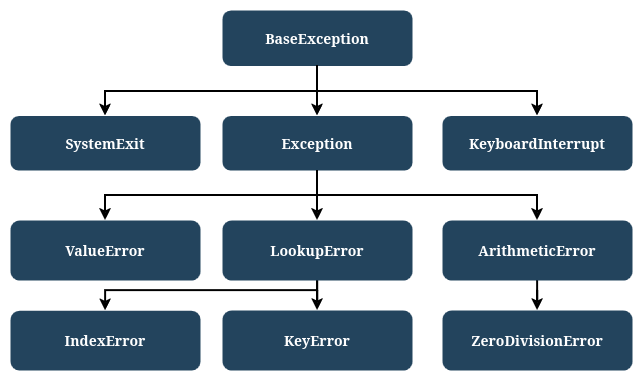 BaseException
SystemExit
Exception
KeyboardInterrupt
ValueError
LookupError
ArithmeticError
IndexError
KeyError
ZeroDivisionError